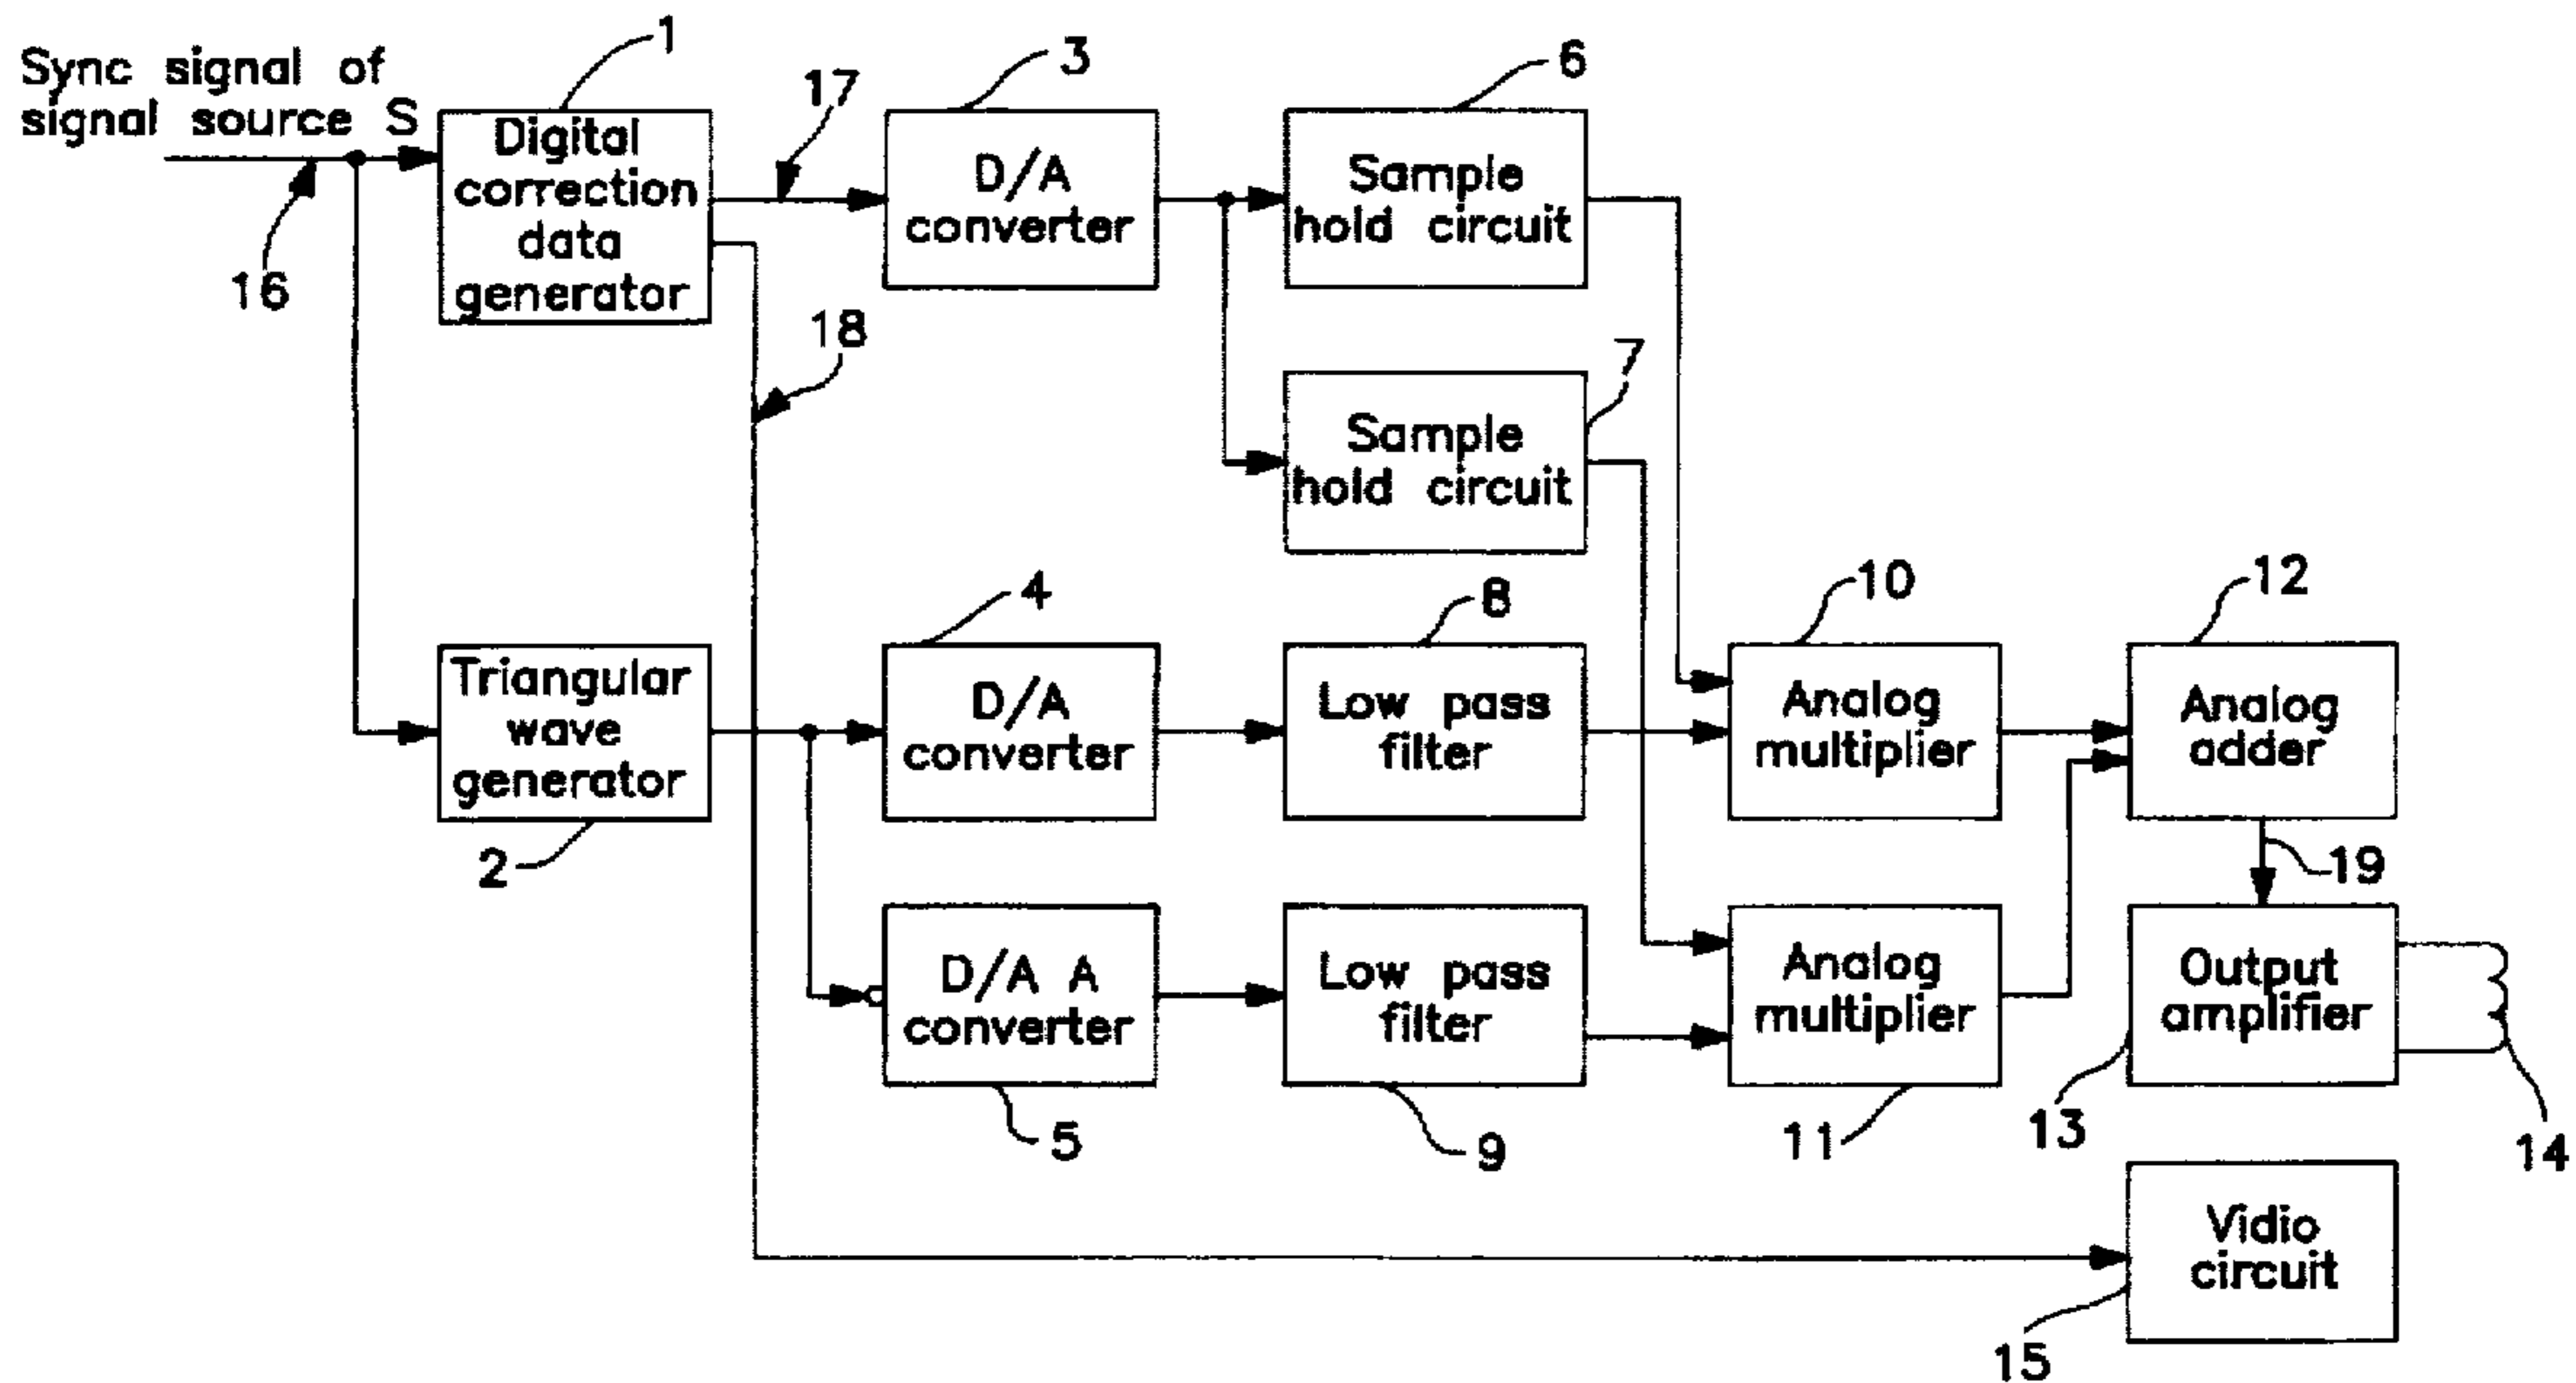 Sync signal of
signal source S
1
3
6
17
Digital
correction
data
generator
D/A
converter
Sample
hold circuit
16
18
7
Sample
hold circuit
4
8
10
12
Triangular
wave
generator
D/A
converter
Low pass
filter
Analog
multiplier
Analog
adder
2
19
D/A A
converter
Low pass
filter
Analog
multiplier
Output
amplifier
5
9
11
13
14
Vidio
circuit
15